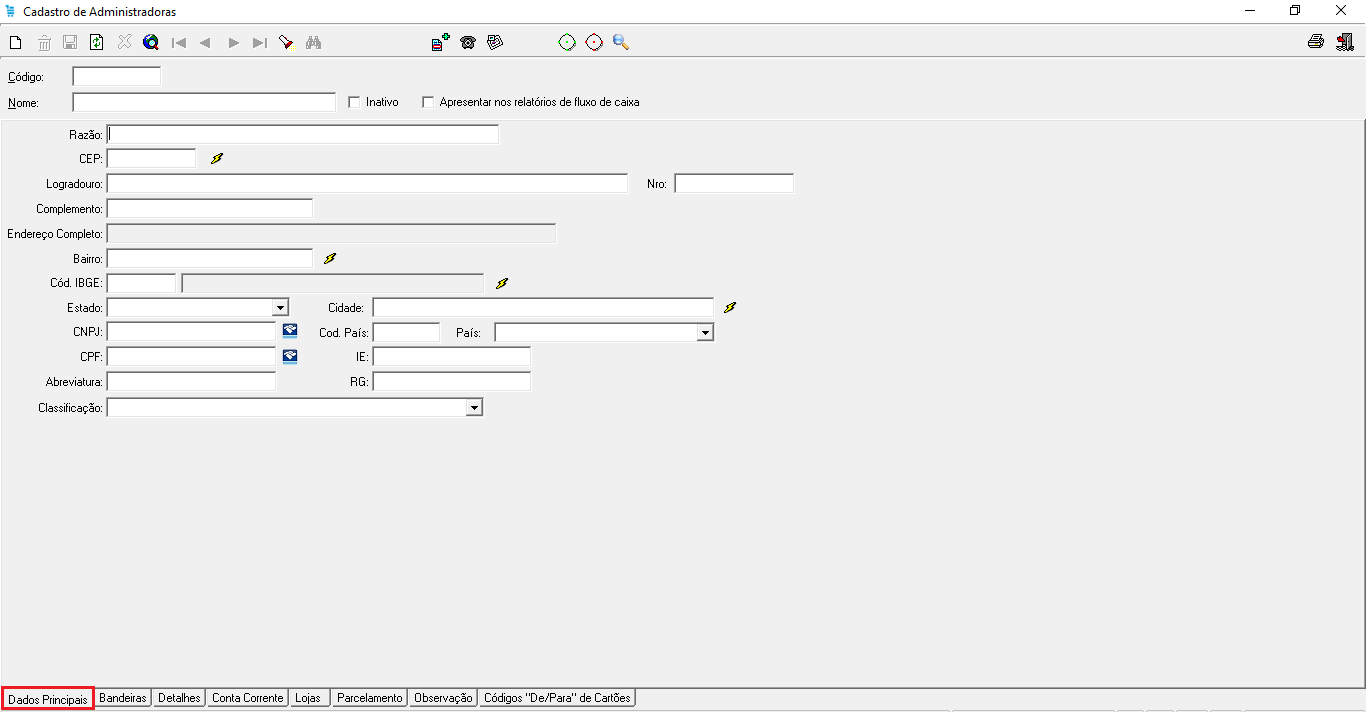 Cadastro de Administradoras
Código:
Nome: Inativo Apresentar nos relatórios de fluxo de caixa
Razão:
CEP:
Logradouro: Nro:
Complemento:
Endereço Completo:
Bairro:
Cód. IBGE:
Estado: Cidade:
CNPJ: Cod. País: País:
CPF: IE:
Abreviatura: RG:
Classificação:
Dados Principais Bandeiras Detalhes Conta Corrente Lojas Parcelamento Observação Códigos "De/Para" de Cartões